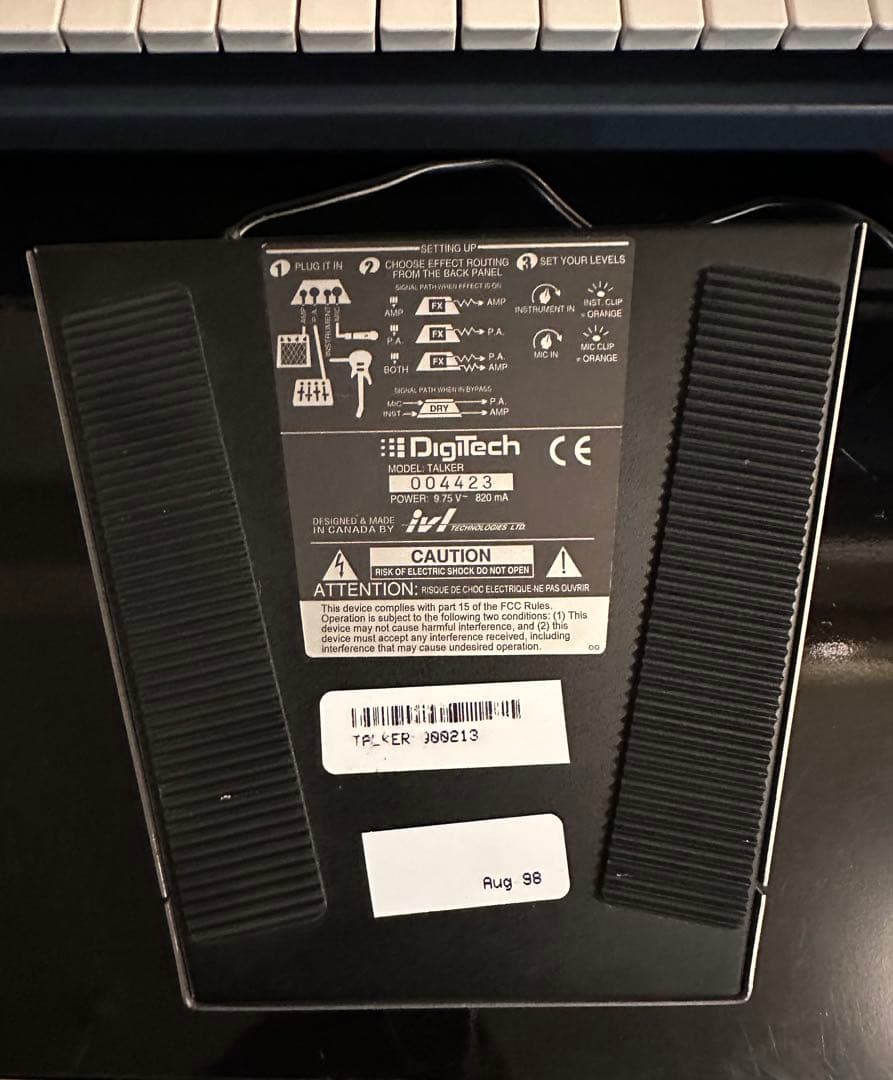 SETTING UP
1 PLUG IT IN
AMP
P.A.
INSTRUMENT
MIC
2 CHOOSE EFFECT ROUTING
FROM THE BACK PANEL
SIGNAL PATH WHEN EFFECT IS ON
AMP FX AMP
P.A. FX P.A.
BOTH FX P.A.
AMP
SIGNAL PATH WHEN IN BYPASS
MIC DRY P.A.
INST AMP
3 SET YOUR LEVELS
INSTRUMENT IN
INST. CLIP
= ORANGE
MIC IN
MIC CLIP
= ORANGE
DigiTech CE
MODEL: TALKER
004423
POWER: 9.75 V~ 820 mA
DESIGNED & MADE
IN CANADA BY
ivl TECHNOLOGIES LTD.
CAUTION
RISK OF ELECTRIC SHOCK DO NOT OPEN
ATTENTION: RISQUE DE CHOC ELECTRIQUE-NE PAS OUVRIR
This device complies with part 15 of the FCC Rules.
Operation is subject to the following two conditions: (1) This
device may not cause harmful interference, and (2) this
device must accept any interference received, including
interference that may cause undesired operation.
TALKER 000213
Aug 98